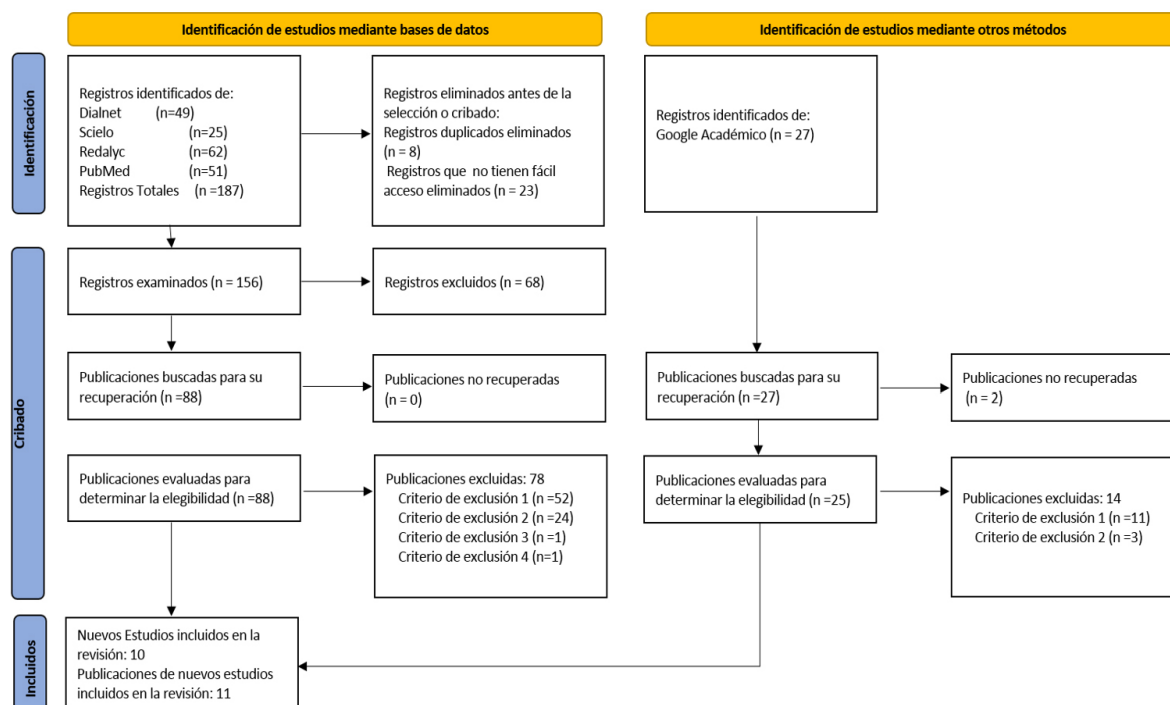 Identificación de estudios mediante bases de datos
Identificación de estudios mediante otros métodos
Identificación
Registros identificados de:
Dialnet (n=49)
Scielo (n=25)
Redalyc (n=62)
PubMed (n=51)
Registros Totales (n =187)
Registros eliminados antes de la
selección o cribado:
Registros duplicados eliminados
(n = 8)
Registros que no tienen fácil
acceso eliminados (n = 23)
Registros identificados de:
Google Académico (n = 27)
Cribado
Registros examinados (n = 156)
Registros excluidos (n = 68)
Publicaciones buscadas para su
recuperación (n =88)
Publicaciones no recuperadas
(n = 0)
Publicaciones buscadas para su
recuperación (n =27)
Publicaciones no recuperadas
(n = 2)
Publicaciones evaluadas para
determinar la elegibilidad (n =88)
Publicaciones excluidas: 78
Criterio de exclusión 1 (n =52)
Criterio de exclusión 2 (n =24)
Criterio de exclusión 3 (n =1)
Criterio de exclusión 4 (n=1)
Publicaciones evaluadas para
determinar la elegibilidad (n =25)
Publicaciones excluidas: 14
Criterio de exclusión 1 (n =11)
Criterio de exclusión 2 (n =3)
Incluidos
Nuevos Estudios incluidos en la
revisión: 10
Publicaciones de nuevos estudios
incluidos en la revisión: 11